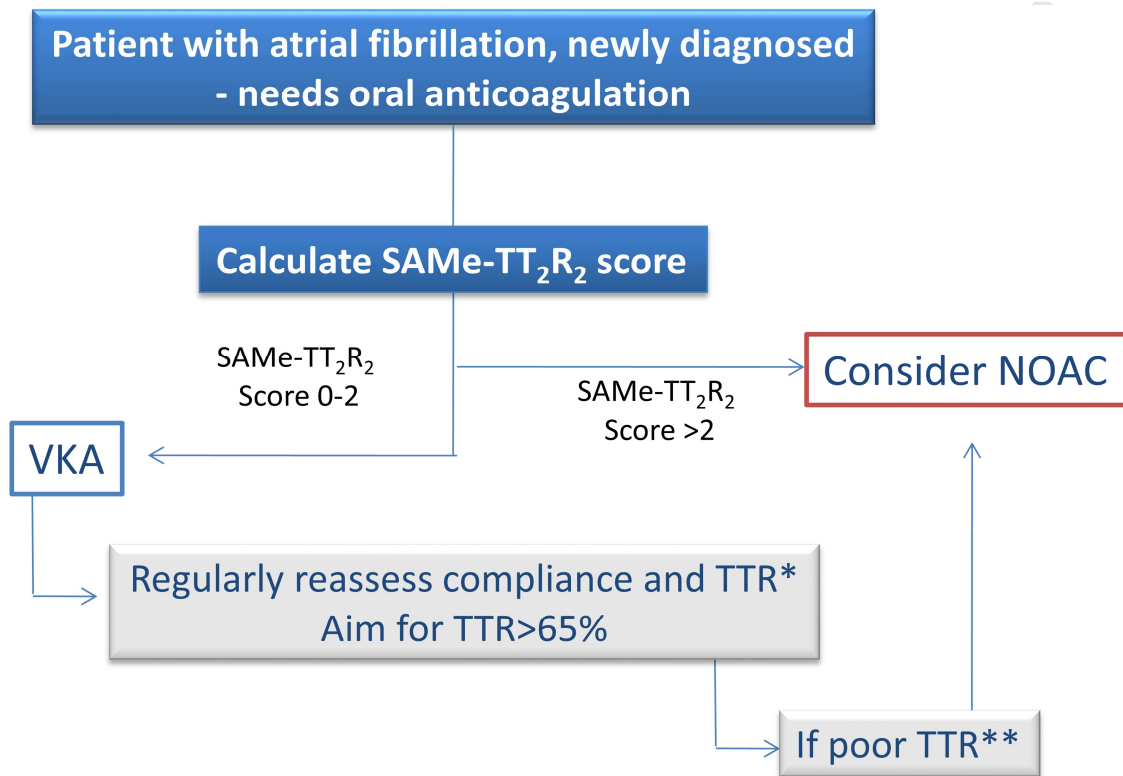 Patient with atrial fibrillation, newly diagnosed
- needs oral anticoagulation
Calculate SAMe-TT₂R₂ score
SAMe-TT₂R₂
Score 0-2
SAMe-TT₂R₂
Score >2
Consider NOAC
VKA
Regularly reassess compliance and TTR*
Aim for TTR>65%
If poor TTR**